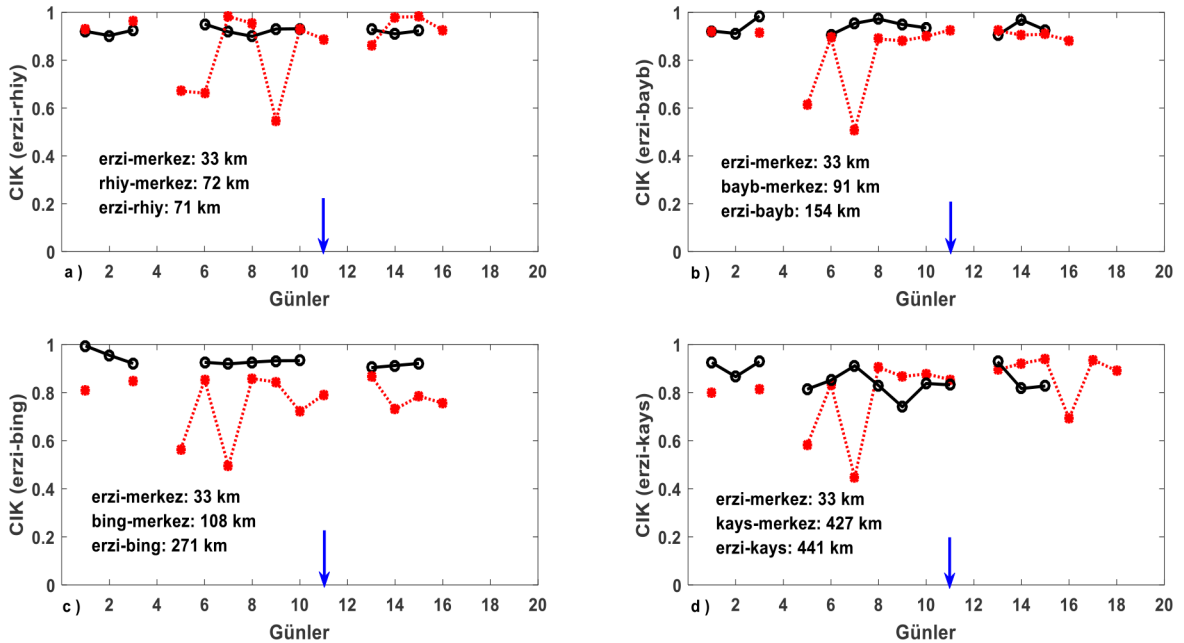 CIK (erzi-rhiy)
1
0.8
0.6
0.4
0.2
0
erzi-merkez: 33 km
rhiy-merkez: 72 km
erzi-rhiy: 71 km
a )
2 4 6 8 10 12 14 16 18 20
Günler
CIK (erzi-bayb)
1
0.8
0.6
0.4
0.2
0
erzi-merkez: 33 km
bayb-merkez: 91 km
erzi-bayb: 154 km
b )
2 4 6 8 10 12 14 16 18 20
Günler
CIK (erzi-bing)
1
0.8
0.6
0.4
0.2
0
erzi-merkez: 33 km
bing-merkez: 108 km
erzi-bing: 271 km
c )
2 4 6 8 10 12 14 16 18 20
Günler
CIK (erzi-kays)
1
0.8
0.6
0.4
0.2
0
erzi-merkez: 33 km
kays-merkez: 427 km
erzi-kays: 441 km
d )
2 4 6 8 10 12 14 16 18 20
Günler